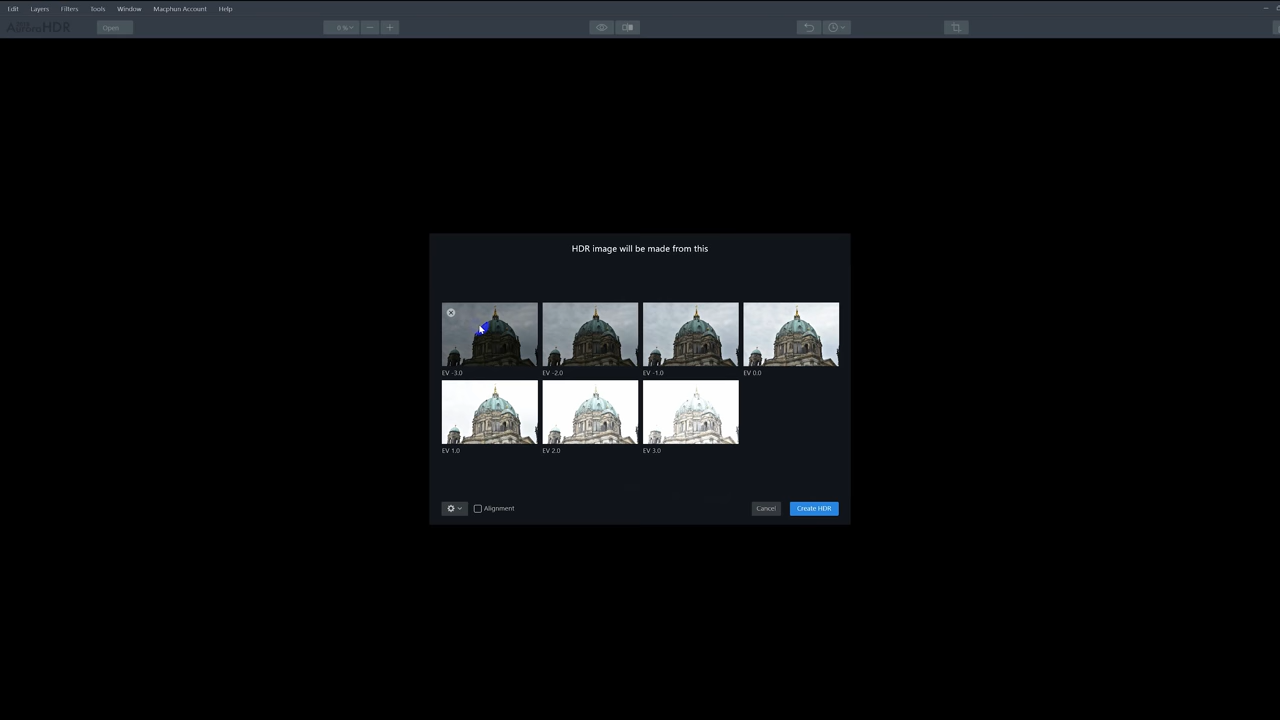 Edit Layers Filters Tools Window Macphun Account Help
AuroraHDR Open 0 %
HDR image will be made from this
EV -3.0 EV -2.0 EV -1.0 EV 0.0
EV 1.0 EV 2.0 EV 3.0
Alignment Cancel Create HDR